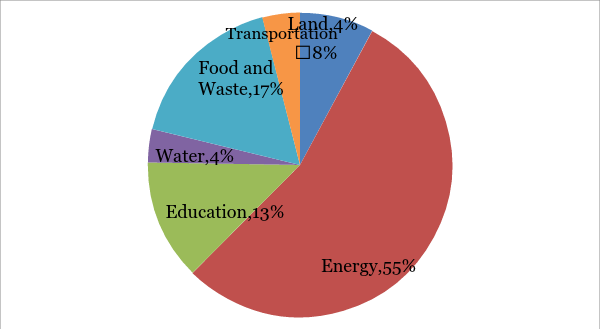 Land,4%
Transportation
□8%
Food and
Waste,17%
Water,4%
Education,13%
Energy,55%